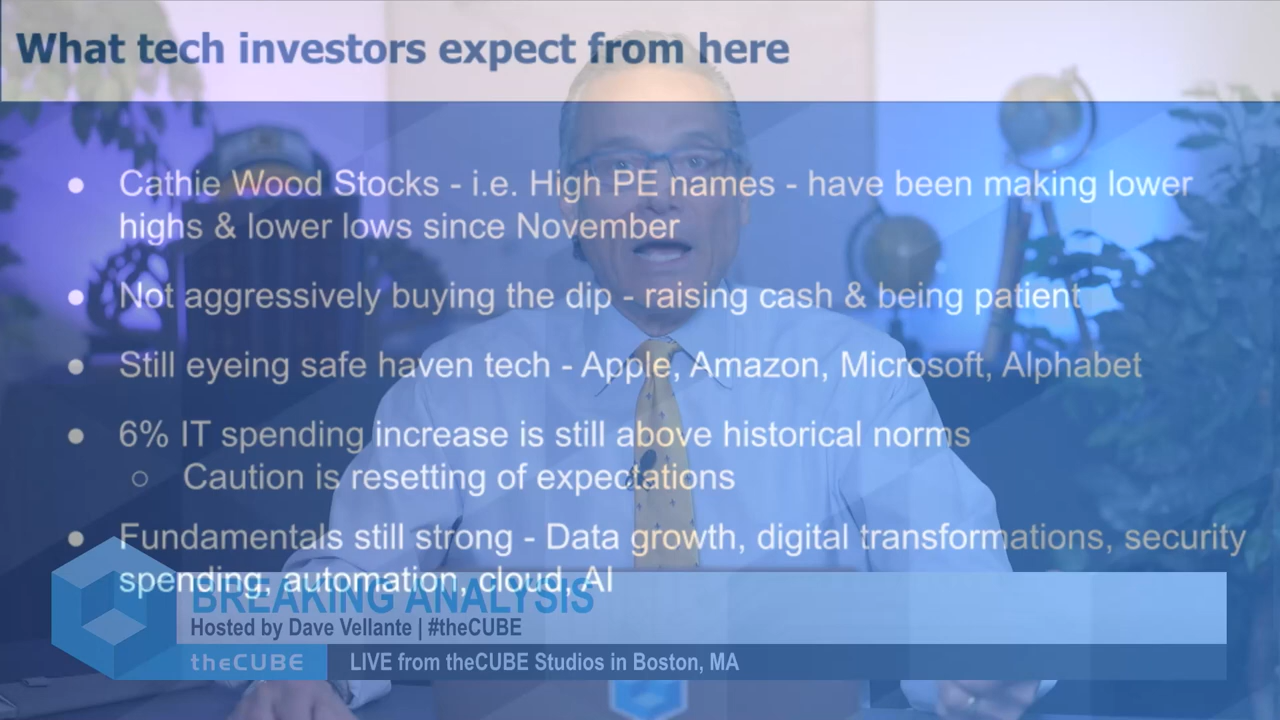 What tech investors expect from here
● Cathie Wood Stocks - i.e. High PE names - have been making lower
highs & lower lows since November
● Not aggressively buying the dip - raising cash & being patient
● Still eyeing safe haven tech - Apple, Amazon, Microsoft, Alphabet
● 6% IT spending increase is still above historical norms
○ Caution is resetting of expectations
● Fundamentals still strong - Data growth, digital transformations, security
spending, automation, cloud, AI
BREAKING ANALYSIS
Hosted by Dave Vellante | #theCUBE
theCUBE LIVE from theCUBE Studios in Boston, MA